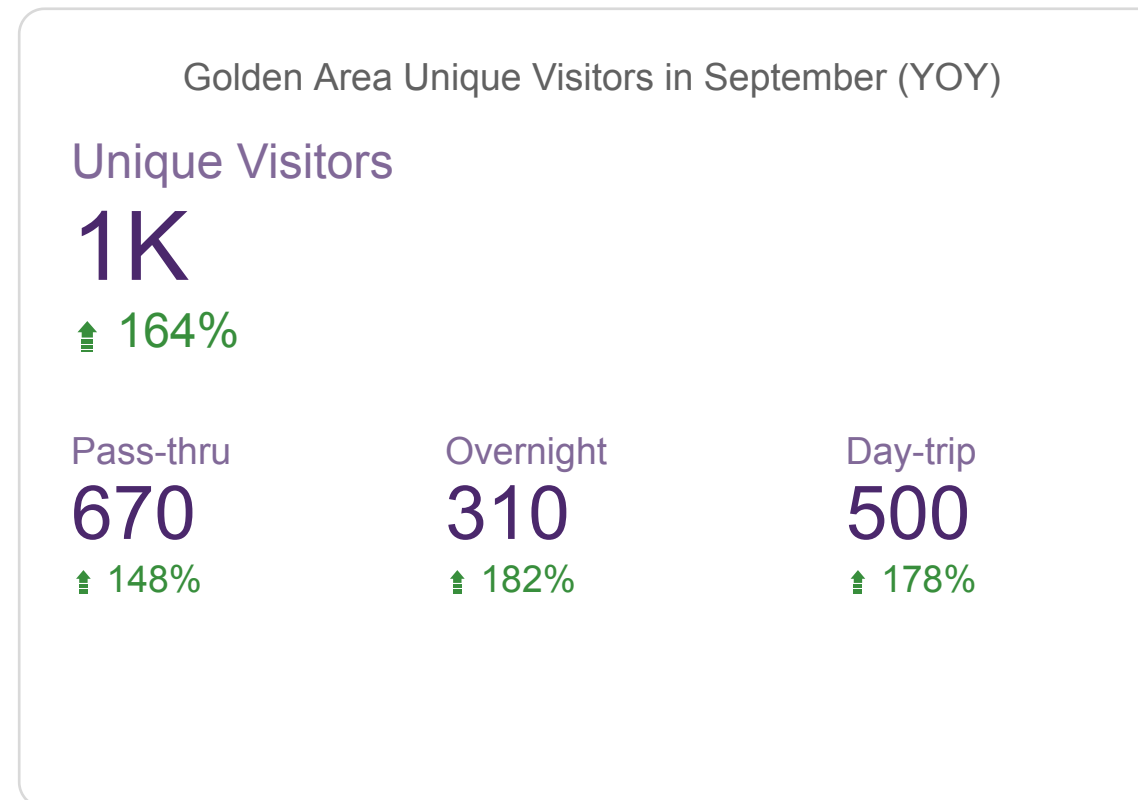 Golden Area Unique Visitors in September (YOY)
Unique Visitors
1K
164%
Pass-thru Overnight Day-trip
670 310 500
148% 182% 178%